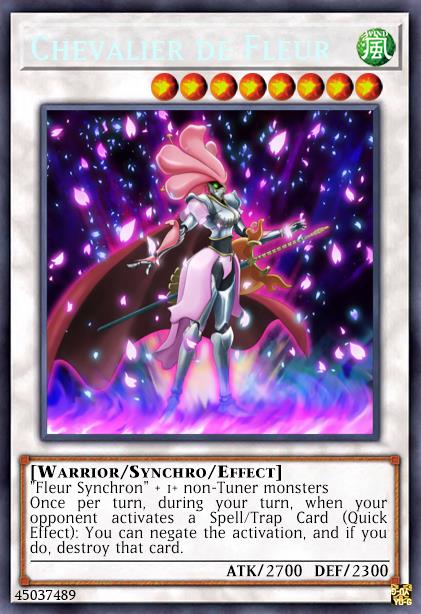 Chevalier de Fleur
WIND
風
[Warrior/Synchro/Effect]
"Fleur Synchron" + 1+ non-Tuner monsters
Once per turn, during your turn, when your
opponent activates a Spell/Trap Card (Quick
Effect): You can negate the activation, and if you
do, destroy that card.
ATK/2700 DEF/2300
45037489